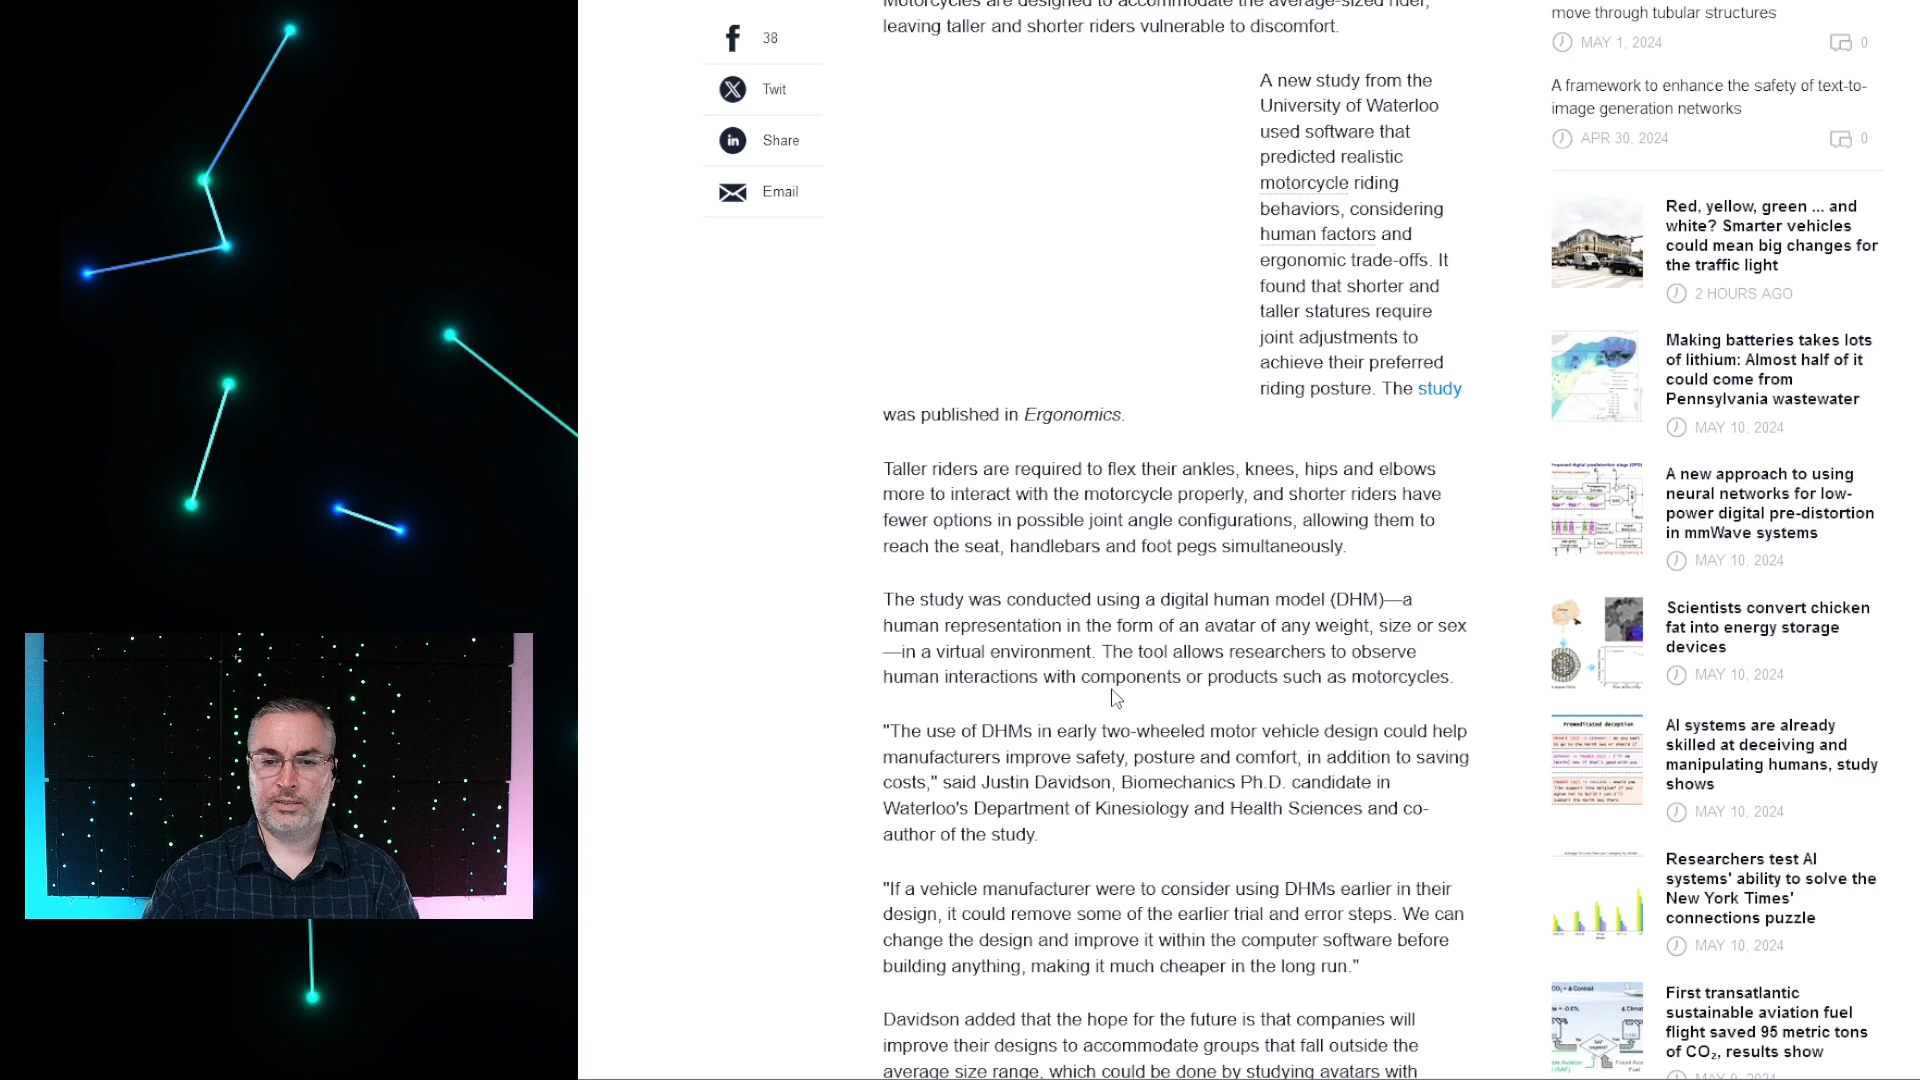 Motorcycles are designed to accommodate the average-sized rider,
leaving taller and shorter riders vulnerable to discomfort.
38
Twit
Share
Email
A new study from the
University of Waterloo
used software that
predicted realistic
motorcycle riding
behaviors, considering
human factors and
ergonomic trade-offs. It
found that shorter and
taller statures require
joint adjustments to
achieve their preferred
riding posture. The study
was published in Ergonomics.
Taller riders are required to flex their ankles, knees, hips and elbows
more to interact with the motorcycle properly, and shorter riders have
fewer options in possible joint angle configurations, allowing them to
reach the seat, handlebars and foot pegs simultaneously.
The study was conducted using a digital human model (DHM)—a
human representation in the form of an avatar of any weight, size or sex
—in a virtual environment. The tool allows researchers to observe
human interactions with components or products such as motorcycles.
"The use of DHMs in early two-wheeled motor vehicle design could help
manufacturers improve safety, posture and comfort, in addition to saving
costs," said Justin Davidson, Biomechanics Ph.D. candidate in
Waterloo's Department of Kinesiology and Health Sciences and co-
author of the study.
"If a vehicle manufacturer were to consider using DHMs earlier in their
design, it could remove some of the earlier trial and error steps. We can
change the design and improve it within the computer software before
building anything, making it much cheaper in the long run."
Davidson added that the hope for the future is that companies will
improve their designs to accommodate groups that fall outside the
average size range, which could be done by studying avatars with
move through tubular structures
MAY 1, 2024 0
A framework to enhance the safety of text-to-
image generation networks
APR 30, 2024 0
Red, yellow, green ... and
white? Smarter vehicles
could mean big changes for
the traffic light
2 HOURS AGO
Making batteries takes lots
of lithium: Almost half of it
could come from
Pennsylvania wastewater
MAY 10, 2024
A new approach to using
neural networks for low-
power digital pre-distortion
in mmWave systems
MAY 10, 2024
Scientists convert chicken
fat into energy storage
devices
MAY 10, 2024
Premeditated deception
AI systems are already
skilled at deceiving and
manipulating humans, study
shows
MAY 10, 2024
Researchers test AI
systems' ability to solve the
New York Times'
connections puzzle
MAY 10, 2024
First transatlantic
sustainable aviation fuel
flight saved 95 metric tons
of CO₂, results show
MAY 9, 2024